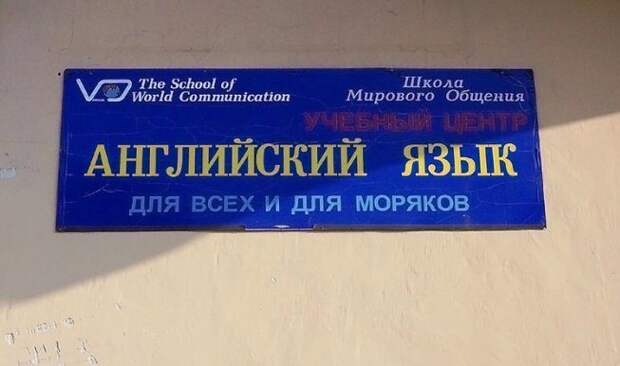 The School of
World Communication
Школа
Мирового Общения
УЧЕБНЫЙ ЦЕНТР
АНГЛИЙСКИЙ ЯЗЫК
ДЛЯ ВСЕХ И ДЛЯ МОРЯКОВ